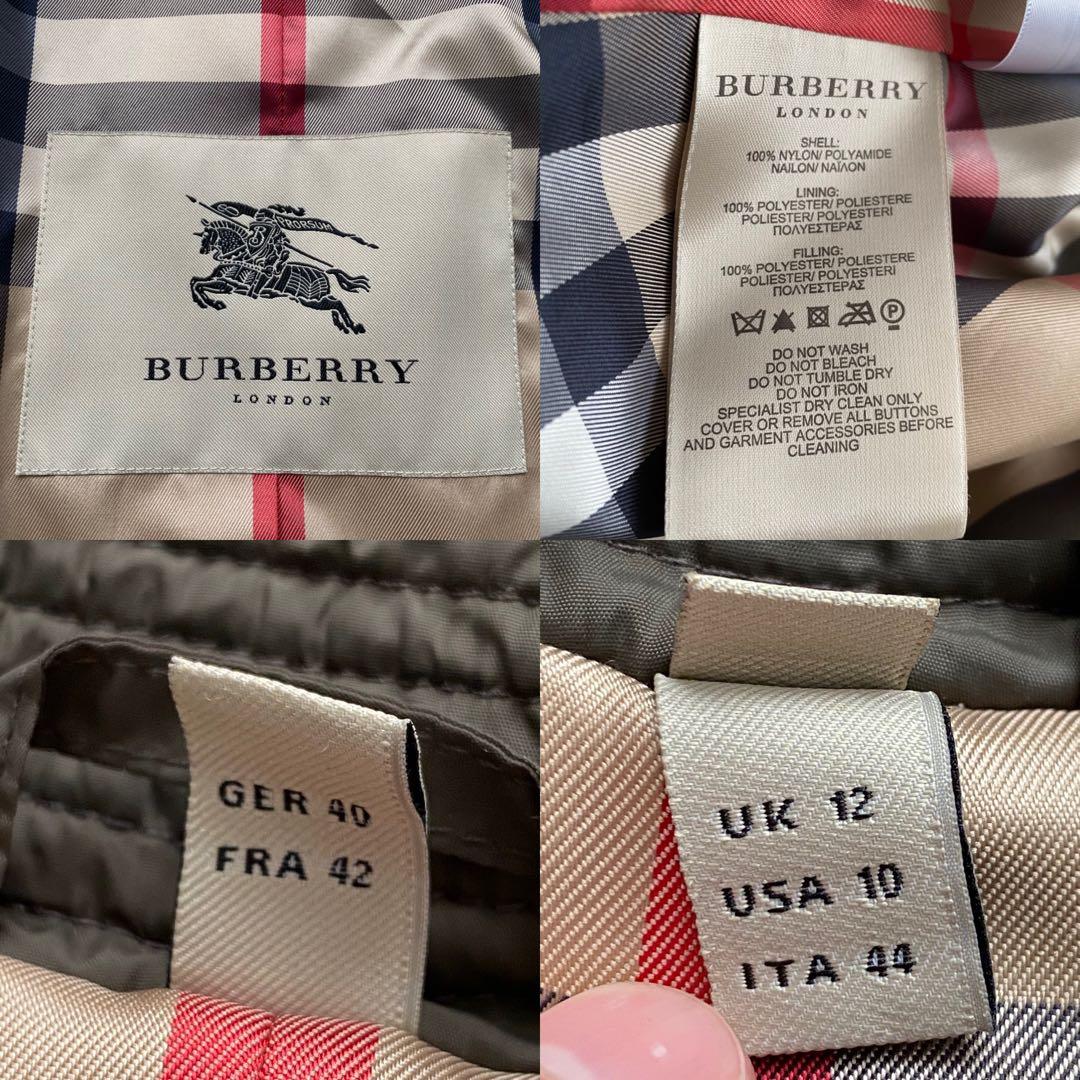 PRORSUM
BURBERRY
LONDON
BURBERRY
LONDON
SHELL:
100% NYLON/ POLYAMIDE
NAILON/ ΝΑΪΛΟΝ
LINING:
100% POLYESTER/ POLIESTERE
POLIESTER/ POLYESTERI
ΠΟΛΥΕΣΤΕΡΑΣ
FILLING:
100% POLYESTER/ POLIESTERE
POLIESTER/ POLYESTERI
ΠΟΛΥΕΣΤΕΡΑΣ
P
DO NOT WASH
DO NOT BLEACH
DO NOT TUMBLE DRY
DO NOT IRON
SPECIALIST DRY CLEAN ONLY
COVER OR REMOVE ALL BUTTONS
AND GARMENT ACCESSORIES BEFORE
CLEANING
GER 40
FRA 42
UK 12
USA 10
ITA 44